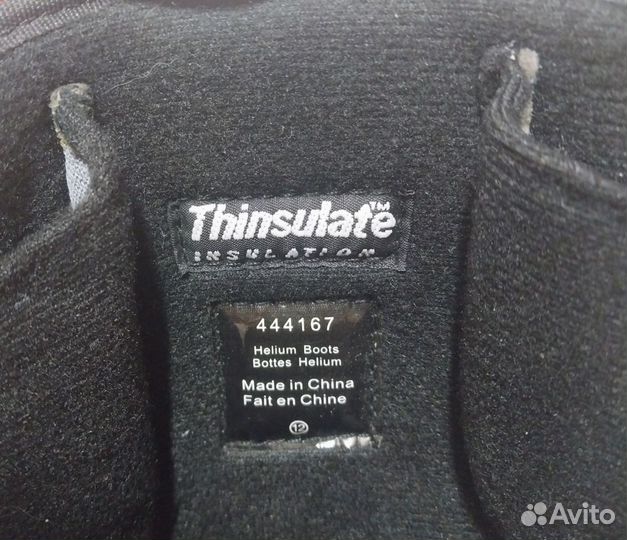 Thinsulate™
INSULATION
444167
Helium Boots
Bottes Helium
Made in China
Fait en Chine
12
Avito